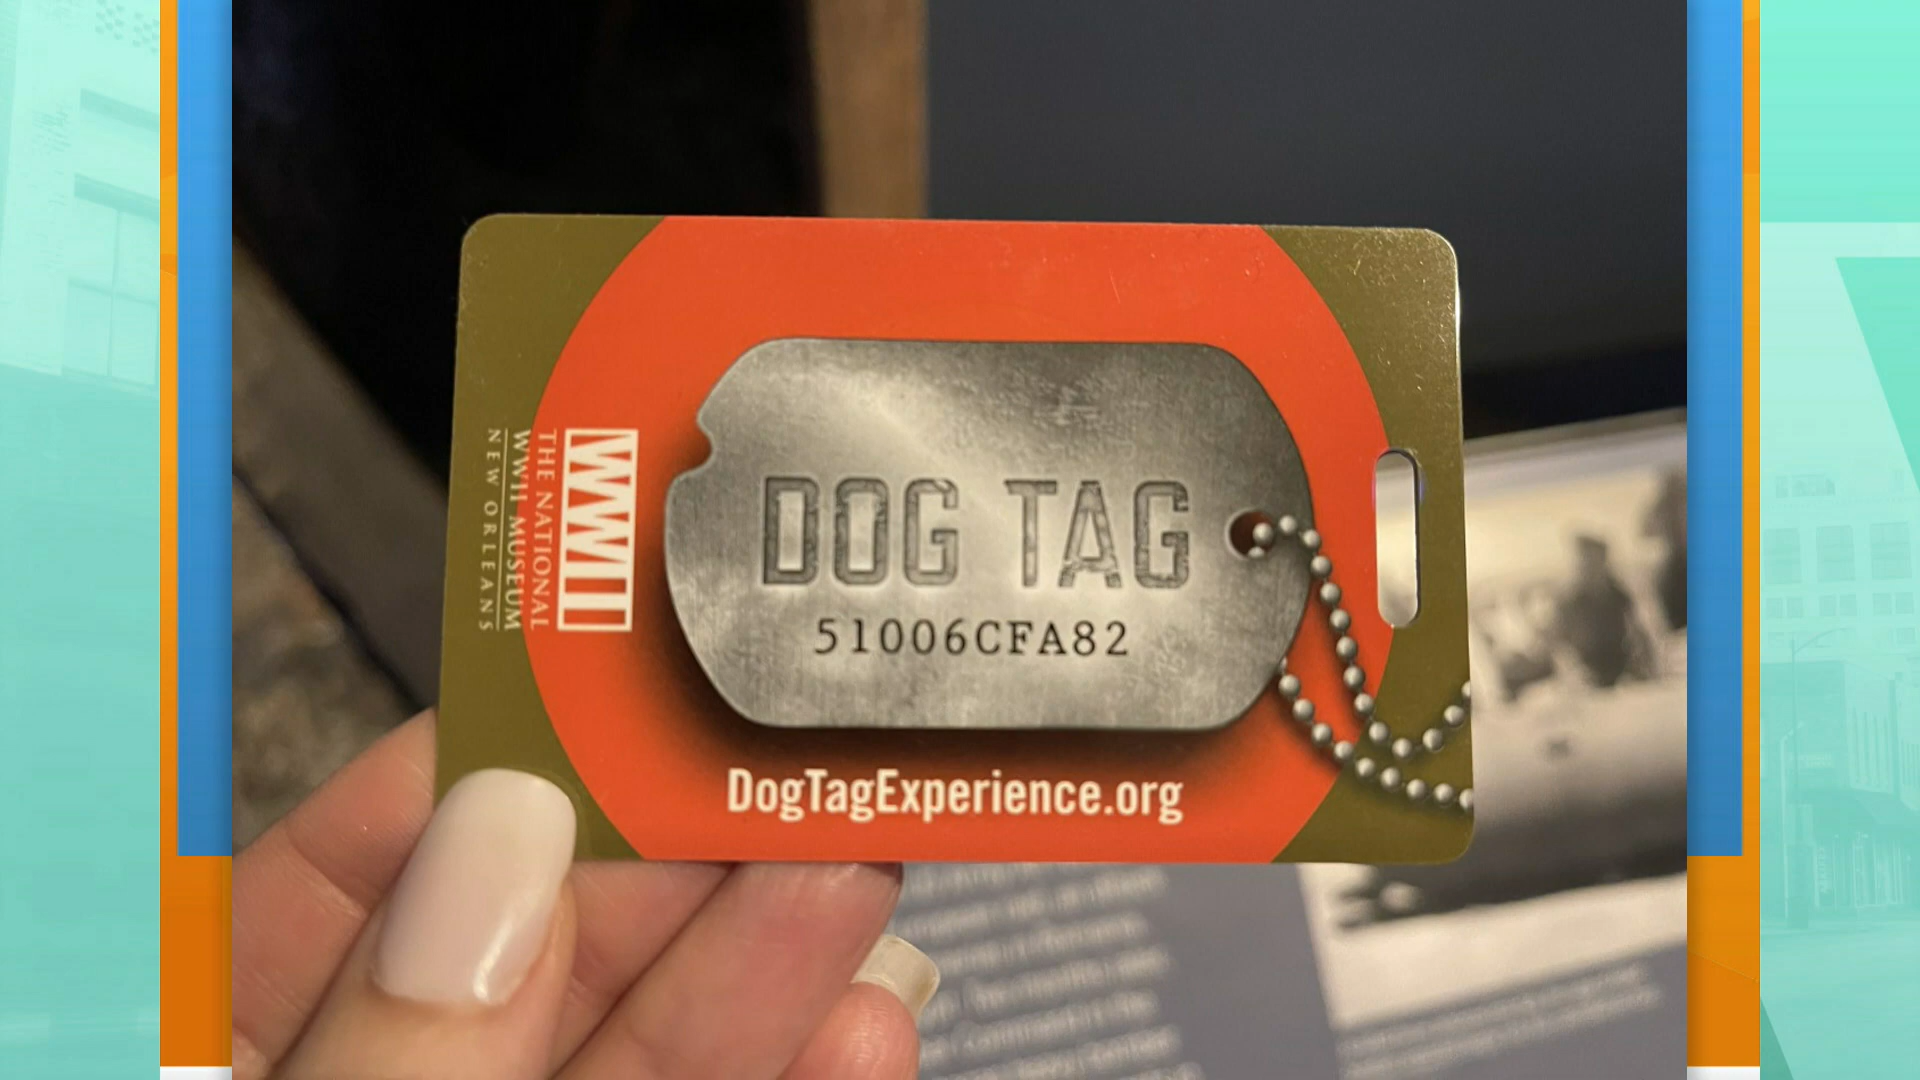 WWII
THE NATIONAL
WWII MUSEUM
NEW ORLEANS
DOG TAG
51006CFA82
DogTagExperience.org